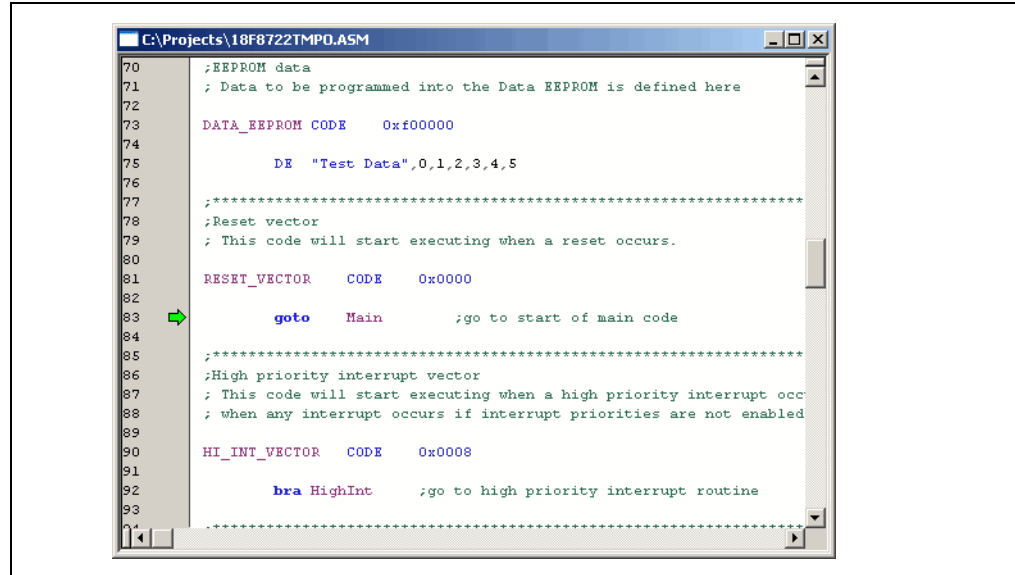 C:\Projects\18F8722TMPO.ASM
70 ;EEPROM data
71 ; Data to be programmed into the Data EEPROM is defined here
72
73 DATA_EEPROM CODE 0xf00000
74
75 DE "Test Data",0,1,2,3,4,5
76
77 ;******************************************************************
78 ;Reset vector
79 ; This code will start executing when a reset occurs.
80
81 RESET_VECTOR CODE 0x0000
82
83 goto Main ;go to start of main code
84
85 ;******************************************************************
86 ;High priority interrupt vector
87 ; This code will start executing when a high priority interrupt occ
88 ; when any interrupt occurs if interrupt priorities are not enabled
89
90 HI_INT_VECTOR CODE 0x0008
91
92 bra HighInt ;go to high priority interrupt routine
93